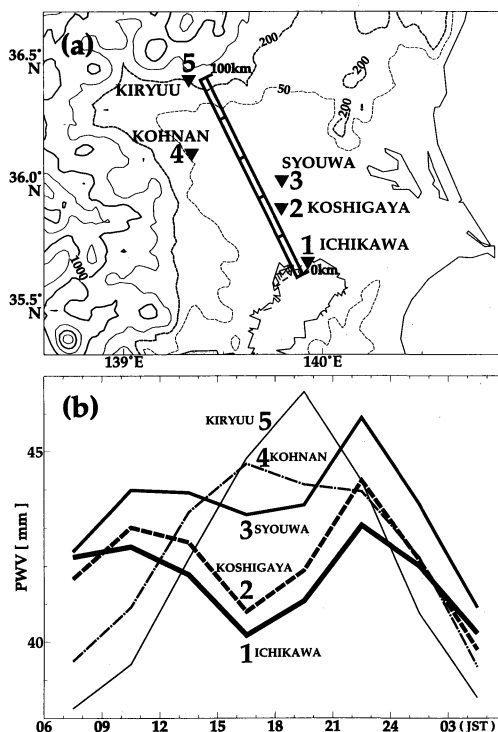 (a)
36.5°
N
36.0°
N
35.5°
N
5
KIRYUU
100km
200
50
200
200
KOHNAN
4
SYOUWA
3
2 KOSHIGAYA
1 ICHIKAWA
0km
1000
139°E
140°E
(b)
KIRYUU 5
4 KOHNAN
3 SYOUWA
KOSHIGAYA
2
1 ICHIKAWA
PWV [ mm ]
45
40
06 09 12 15 18 21 24 03 (JST)